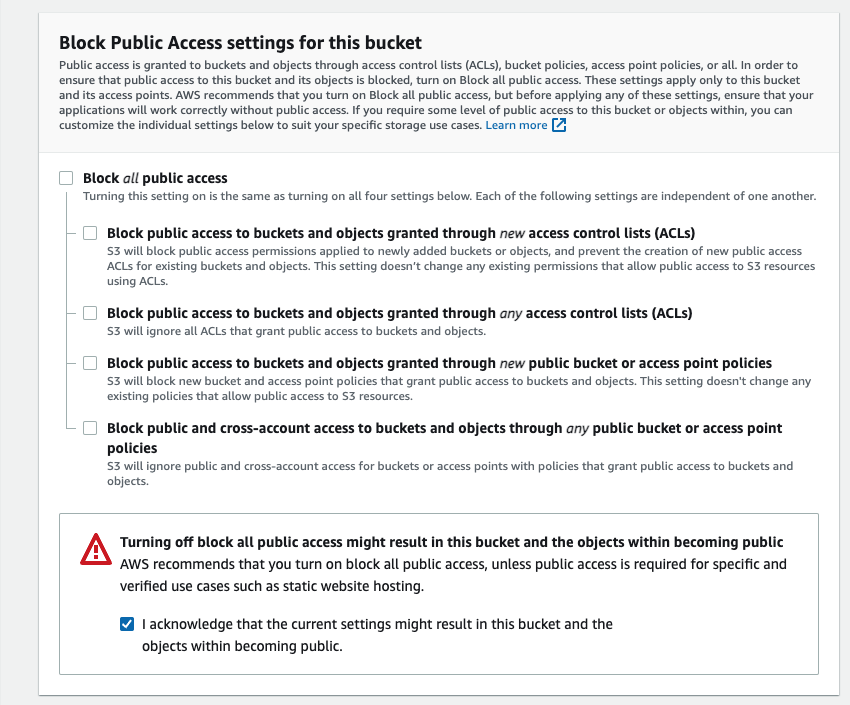 Block Public Access settings for this bucket
Public access is granted to buckets and objects through access control lists (ACLs), bucket policies, access point policies, or all. In order to
ensure that public access to this bucket and its objects is blocked, turn on Block all public access. These settings apply only to this bucket
and its access points. AWS recommends that you turn on Block all public access, but before applying any of these settings, ensure that your
applications will work correctly without public access. If you require some level of public access to this bucket or objects within, you can
customize the individual settings below to suit your specific storage use cases. Learn more
Block all public access
Turning this setting on is the same as turning on all four settings below. Each of the following settings are independent of one another.
Block public access to buckets and objects granted through new access control lists (ACLs)
S3 will block public access permissions applied to newly added buckets or objects, and prevent the creation of new public access
ACLs for existing buckets and objects. This setting doesn't change any existing permissions that allow public access to S3 resources
using ACLs.
Block public access to buckets and objects granted through any access control lists (ACLs)
S3 will ignore all ACLs that grant public access to buckets and objects.
Block public access to buckets and objects granted through new public bucket or access point policies
S3 will block new bucket and access point policies that grant public access to buckets and objects. This setting doesn't change any
existing policies that allow public access to S3 resources.
Block public and cross-account access to buckets and objects through any public bucket or access point
policies
S3 will ignore public and cross-account access for buckets or access points with policies that grant public access to buckets and
objects.
Turning off block all public access might result in this bucket and the objects within becoming public
AWS recommends that you turn on block all public access, unless public access is required for specific and
verified use cases such as static website hosting.
I acknowledge that the current settings might result in this bucket and the
objects within becoming public.